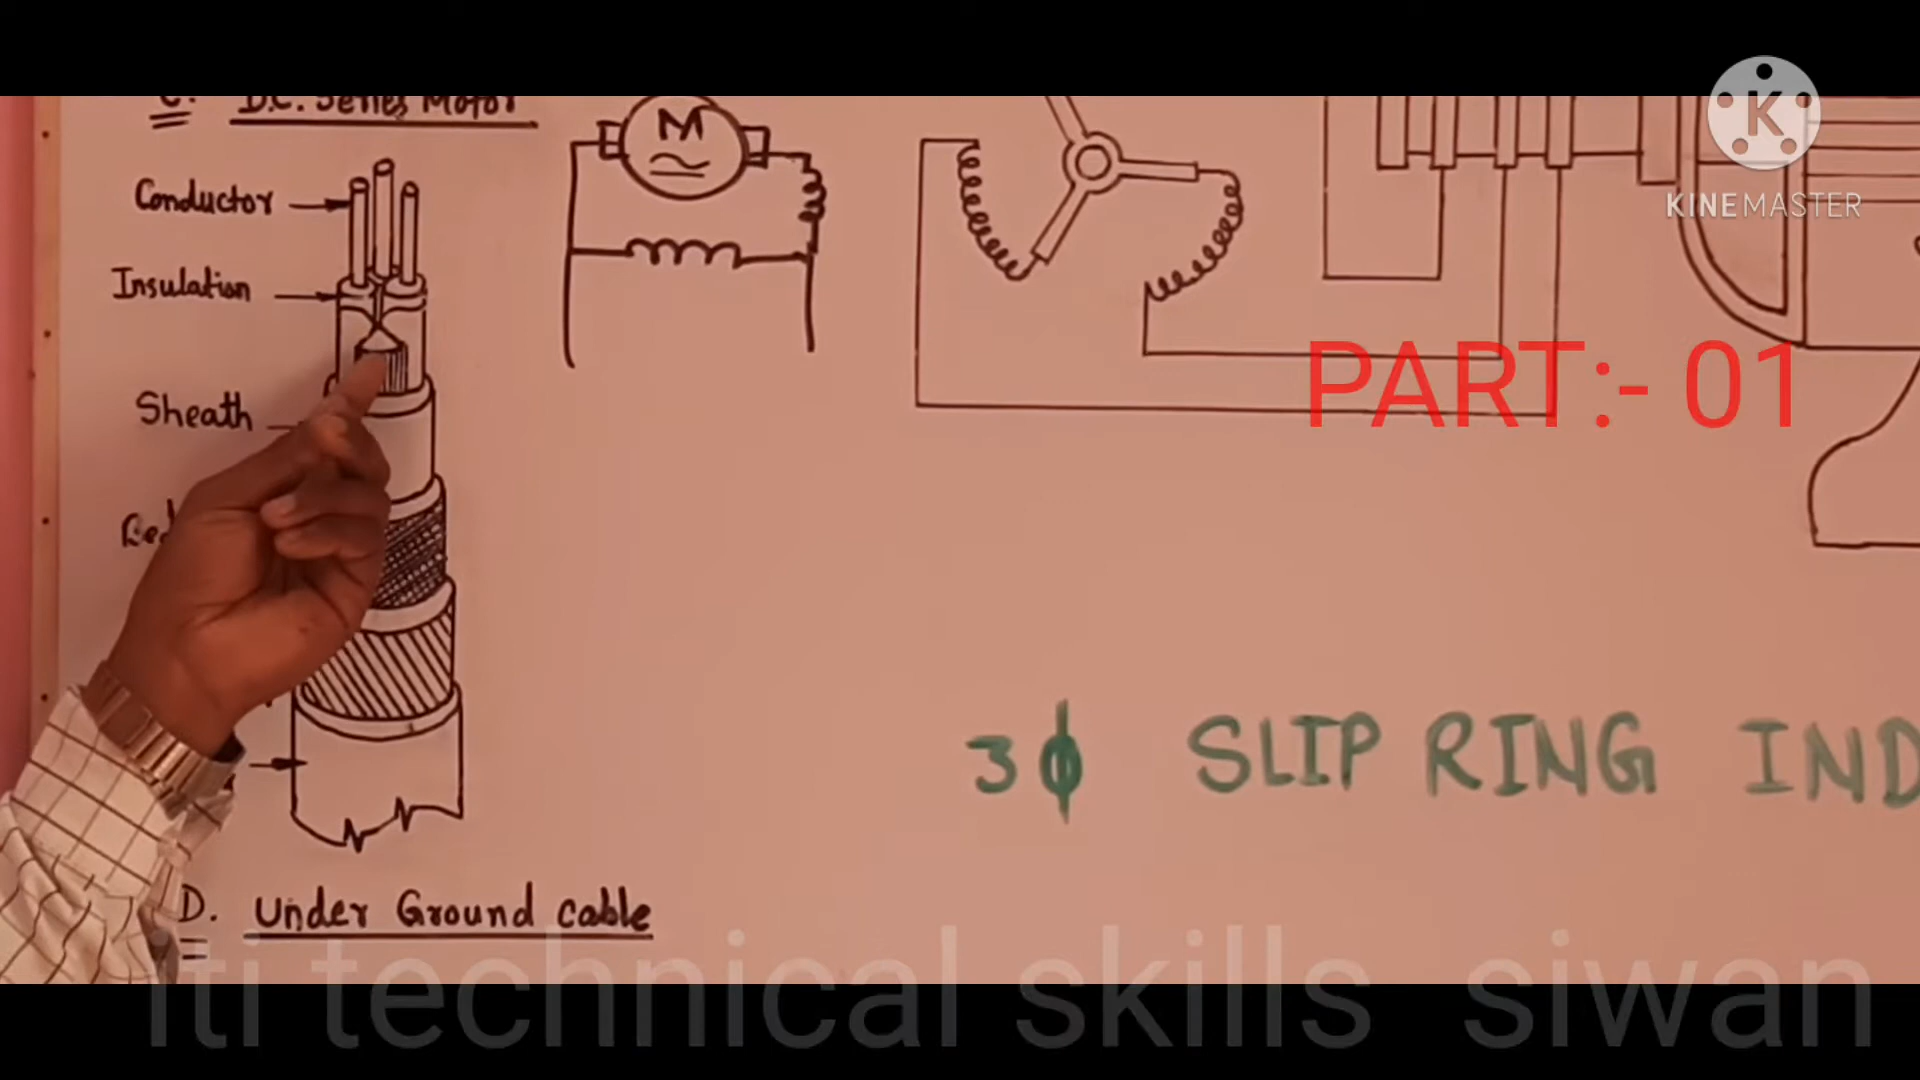 C. D.C. Series Motor
M
Conductor
Insulation
Sheath
D. Under Ground cable
3ϕ SLIP RING IND
PART:- 01
K
KINEMASTER
iti technical skills siwan